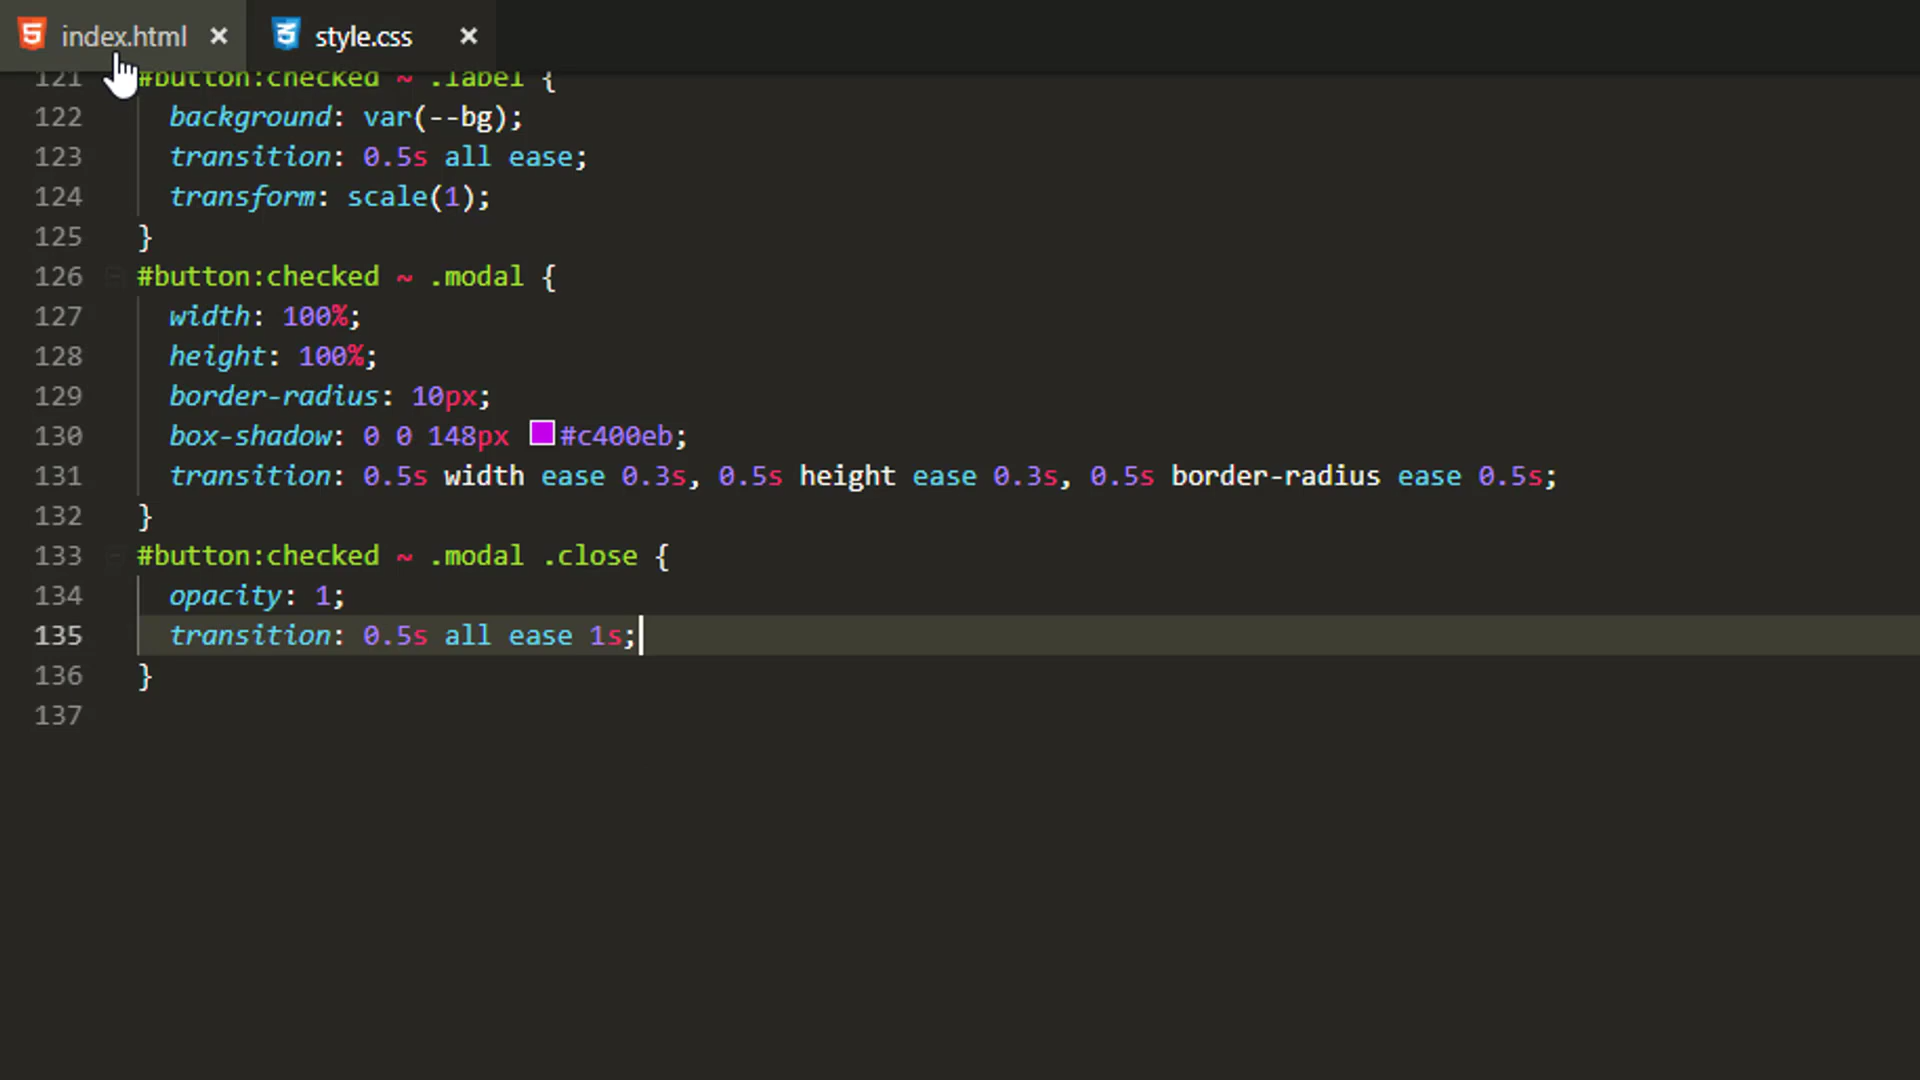 index.html × style.css ×
121 #button:checked ~ .label {
122 background: var(--bg);
123 transition: 0.5s all ease;
124 transform: scale(1);
125 }
126 #button:checked ~ .modal {
127 width: 100%;
128 height: 100%;
129 border-radius: 10px;
130 box-shadow: 0 0 148px #c400eb;
131 transition: 0.5s width ease 0.3s, 0.5s height ease 0.3s, 0.5s border-radius ease 0.5s;
132 }
133 #button:checked ~ .modal .close {
134 opacity: 1;
135 transition: 0.5s all ease 1s;
136 }
137